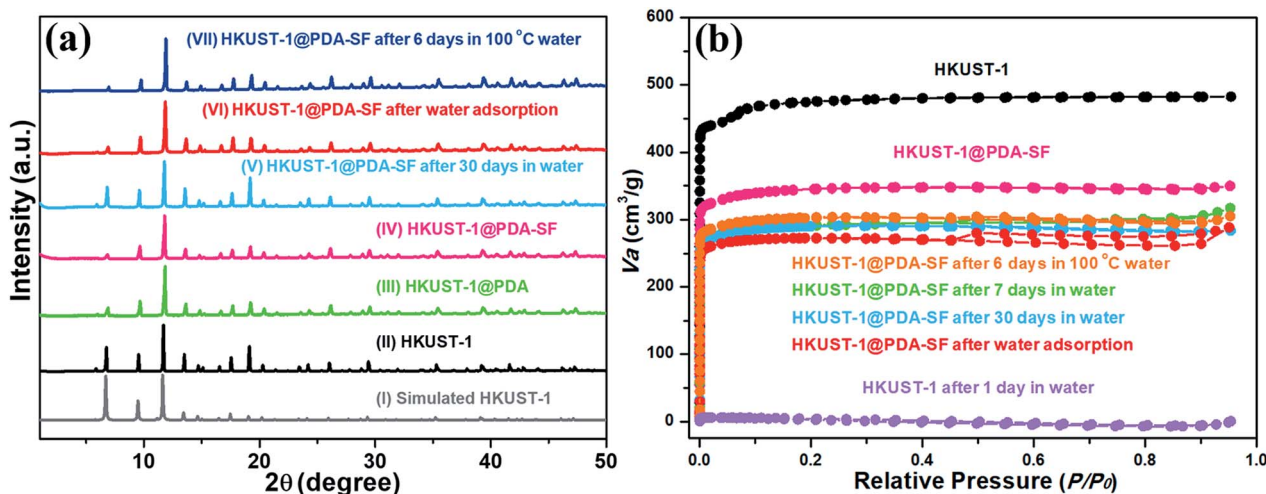 (a)
(VII) HKUST-1@PDA-SF after 6 days in 100 °C water
(VI) HKUST-1@PDA-SF after water adsorption
(V) HKUST-1@PDA-SF after 30 days in water
(IV) HKUST-1@PDA-SF
(III) HKUST-1@PDA
(II) HKUST-1
(I) Simulated HKUST-1
Intensity (a.u.)
10 20 30 40 50
2θ (degree)
(b)
600
500
400
300
200
100
0
Va (cm³/g)
HKUST-1
HKUST-1@PDA-SF
HKUST-1@PDA-SF after 6 days in 100 °C water
HKUST-1@PDA-SF after 7 days in water
HKUST-1@PDA-SF after 30 days in water
HKUST-1@PDA-SF after water adsorption
HKUST-1 after 1 day in water
0.0 0.2 0.4 0.6 0.8 1.0
Relative Pressure (P/P₀)